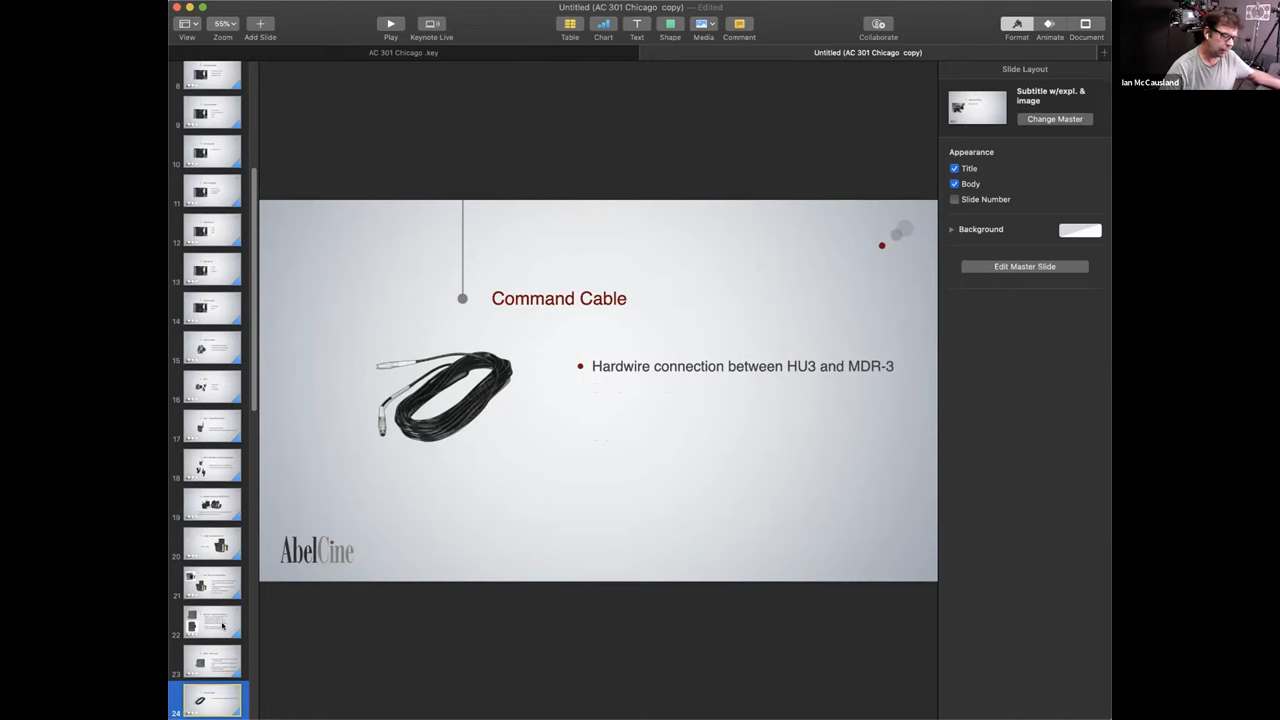 Untitled (AC 301 Chicago copy) — Edited
55%
View
Zoom
Add Slide
Play
Keynote Live
Table
Chart
Text
Shape
Media
Comment
Collaborate
Format
Animate
Document
AC 301 Chicago .key
Untitled (AC 301 Chicago copy)
Ian McCausland
8
9
10
11
12
13
14
15
16
17
18
19
20
21
22
23
24
Command Cable
Hardwire connection between HU3 and MDR-3
AbelCine
Slide Layout
Subtitle w/expl. &
image
Change Master
Appearance
Title
Body
Slide Number
Background
Edit Master Slide